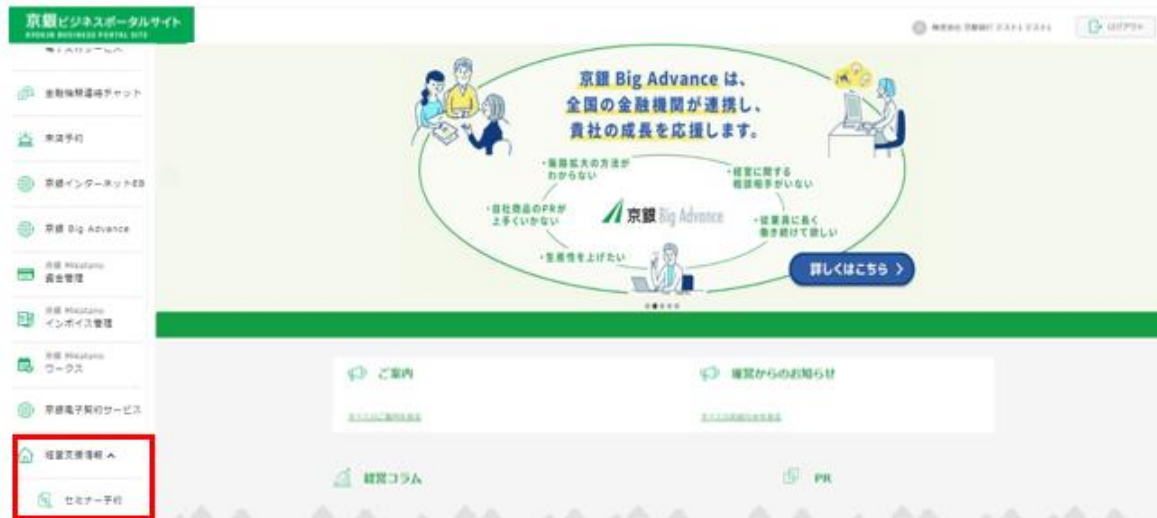 京銀ビジネスポータルサイト
KYOGIN BUSINESS PORTAL SITE
ログアウト
金融機関連絡チャット
来店予約
京銀インターネットEB
京銀 Big Advance
京銀 Mikatano
資金管理
京銀 Mikatano
インボイス管理
京銀 Mikatano
ワークス
京銀電子契約サービス
経営支援情報
セミナー予約
京銀 Big Advance は、
全国の金融機関が連携し、
貴社の成長を応援します。
・販路拡大の方法が
わからない
・経営に関する
相談相手がいない
・自社商品のPRが
上手くいかない
京銀 Big Advance
・従業員に長く
働き続けて欲しい
・生産性を上げたい
詳しくはこちら
ご案内
運営からのお知らせ
経営コラム
PR